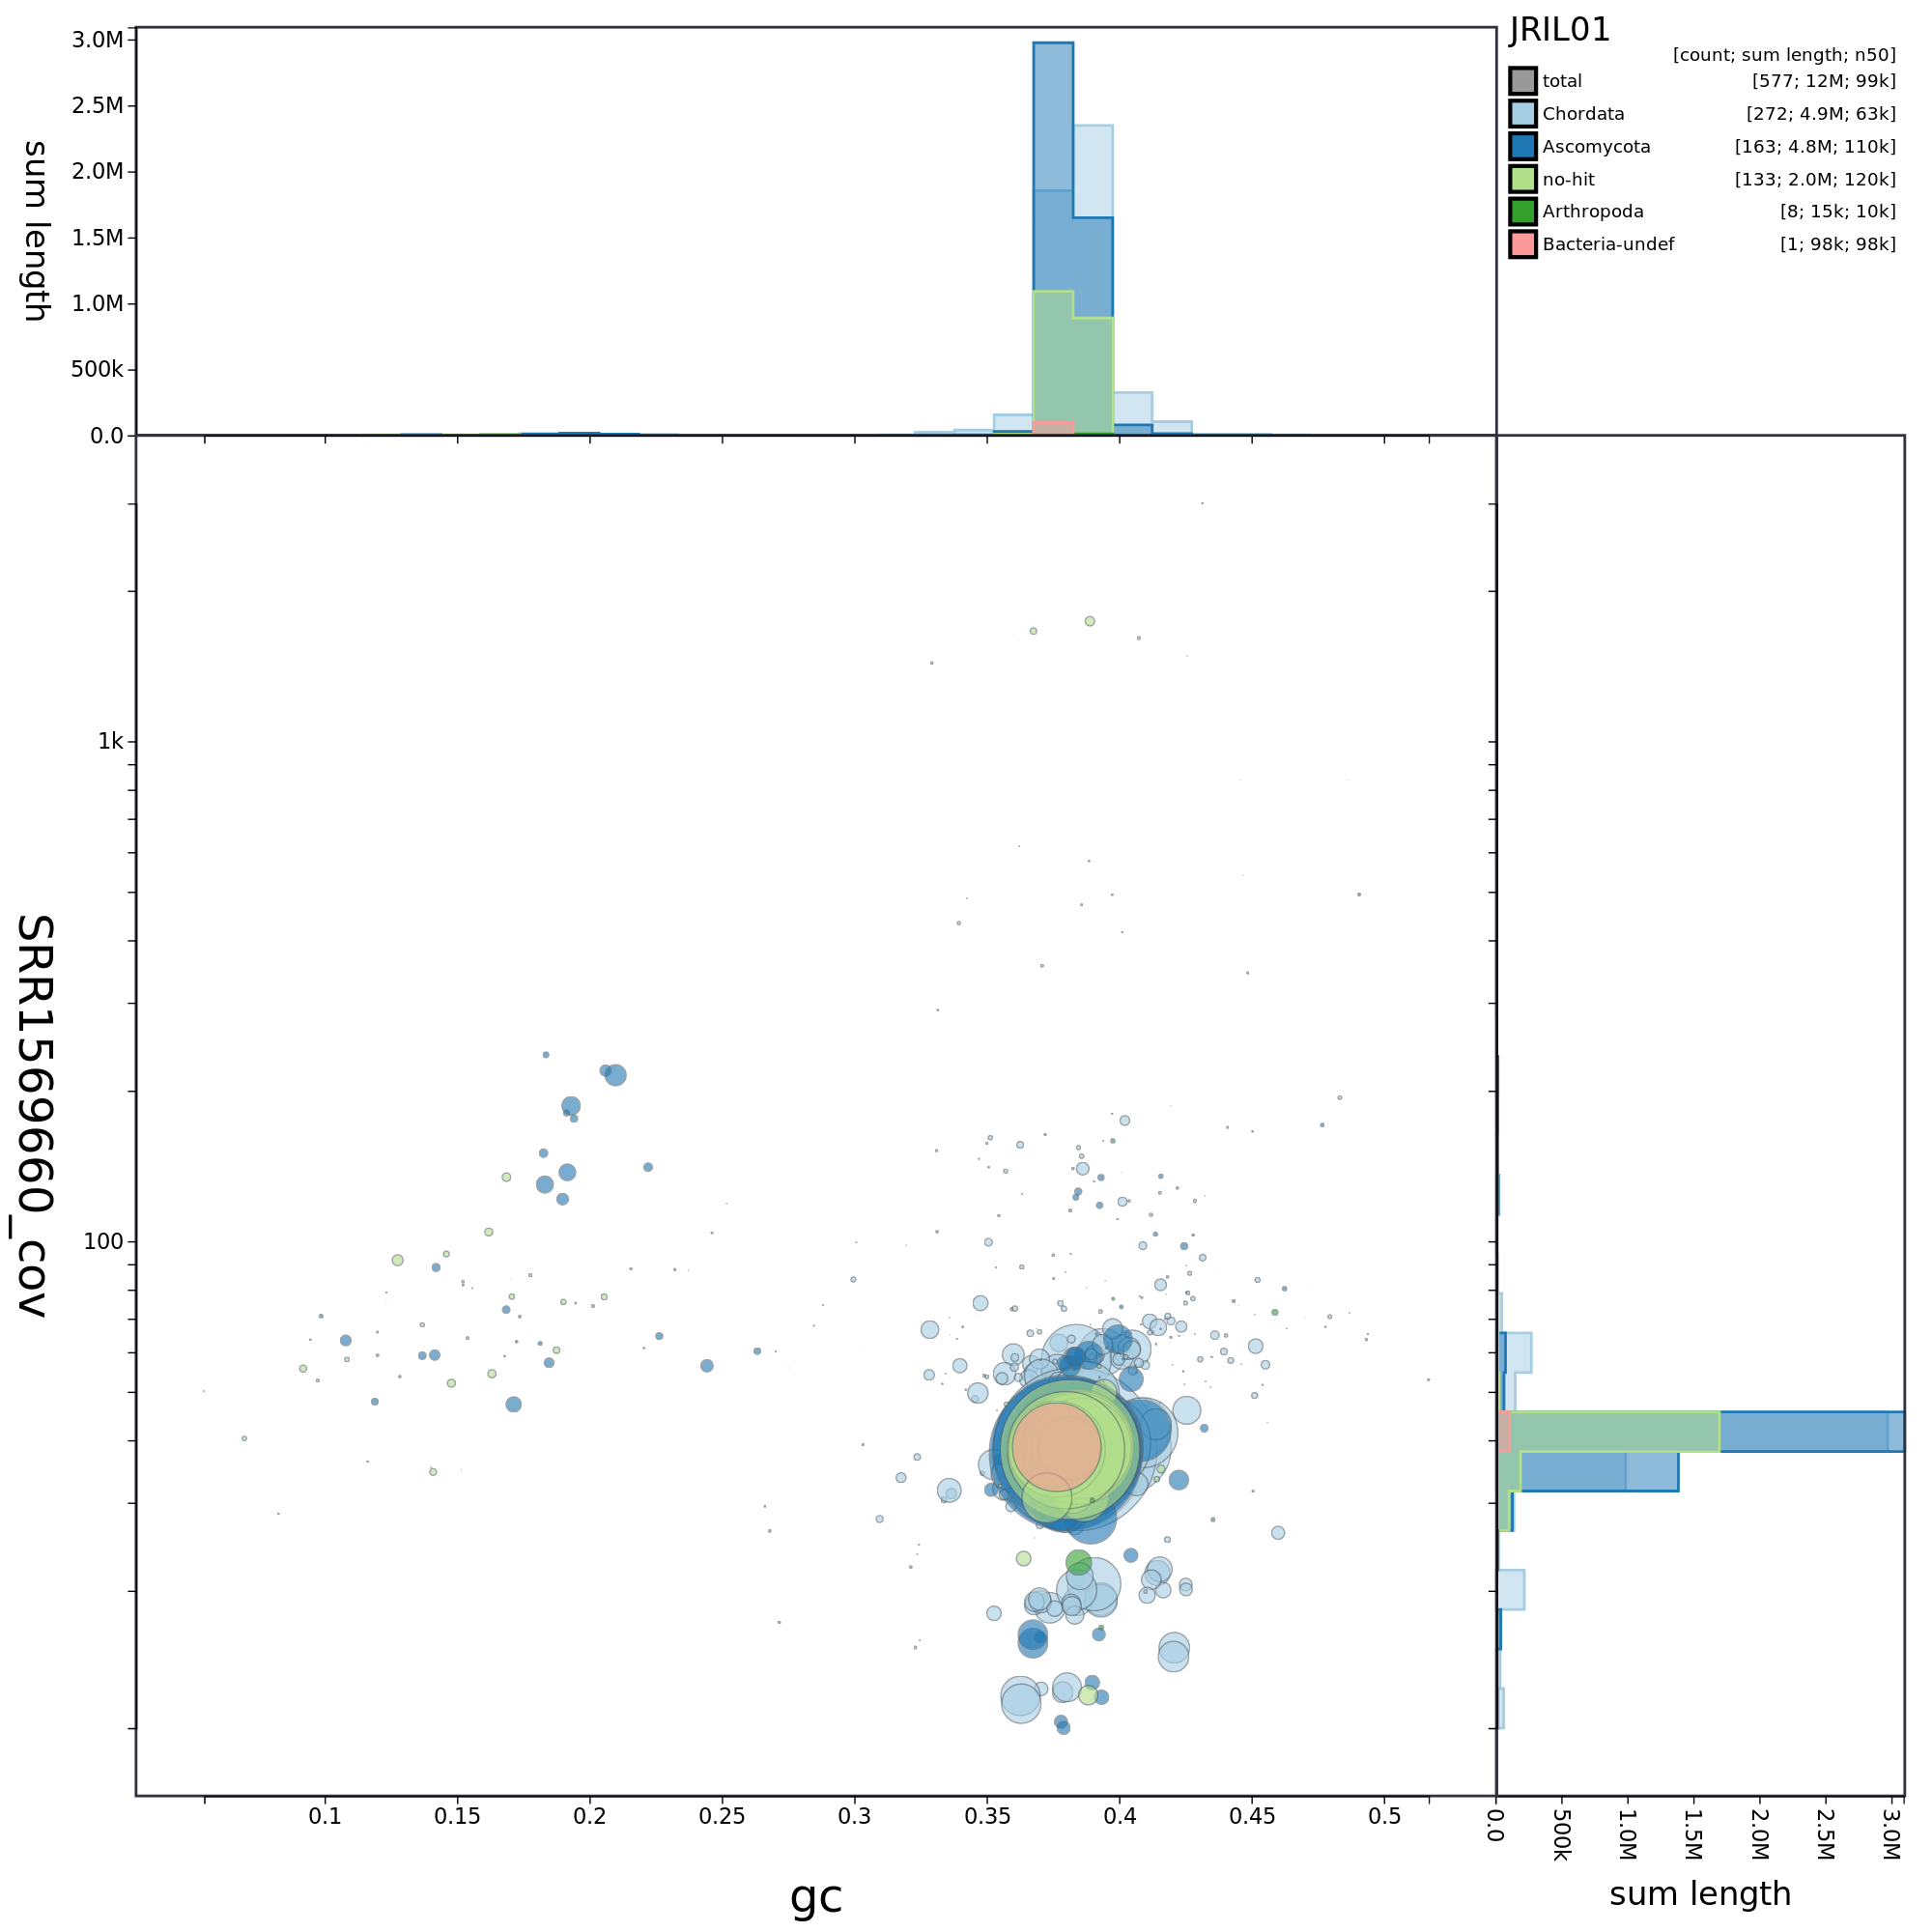 JRIL01
[count; sum length; n50]
total [577; 12M; 99k]
Chordata [272; 4.9M; 63k]
Ascomycota [163; 4.8M; 110k]
no-hit [133; 2.0M; 120k]
Arthropoda [8; 15k; 10k]
Bacteria-undef [1; 98k; 98k]
sum length
3.0M
2.5M
2.0M
1.5M
1.0M
500k
0.0
SRR1569660_cov
1k
100
0.1 0.15 0.2 0.25 0.3 0.35 0.4 0.45 0.5
gc
0.0 500k 1.0M 1.5M 2.0M 2.5M 3.0M
sum length